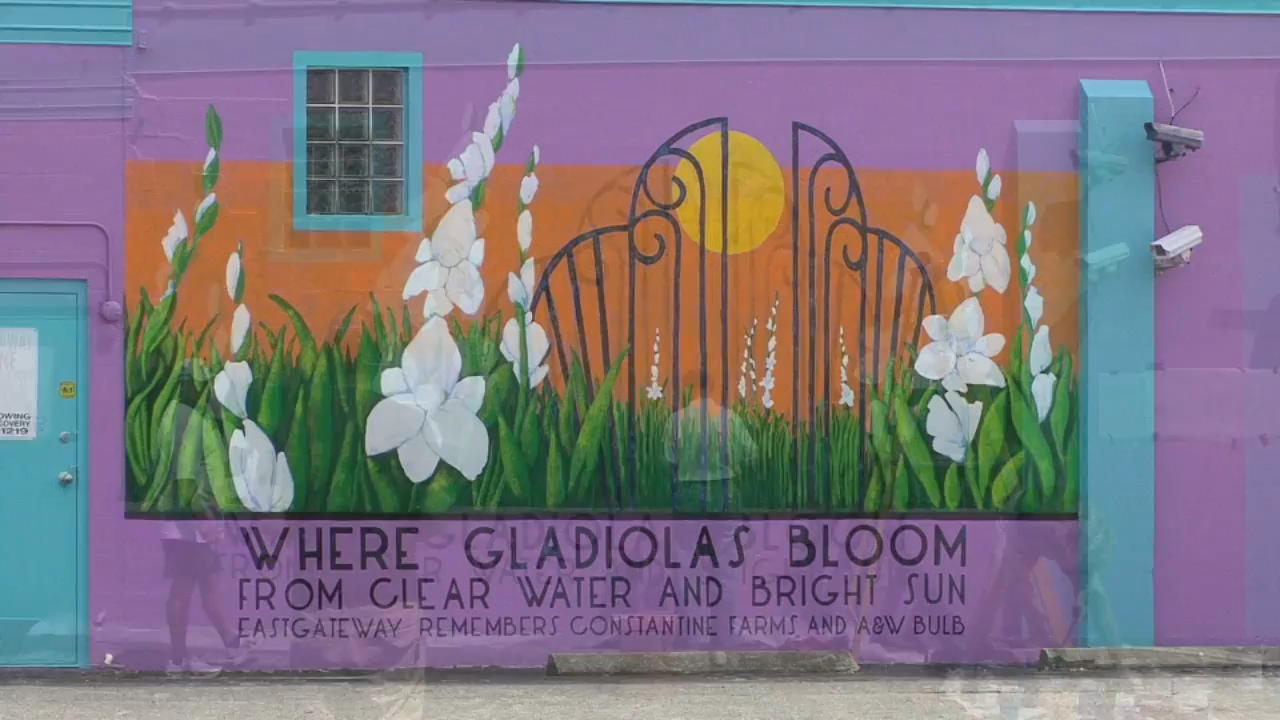 WHERE GLADIOLAS BLOOM
FROM CLEAR WATER AND BRIGHT SUN
EASTGATEWAY REMEMBERS CONSTANTINE FARMS AND A&W BULB